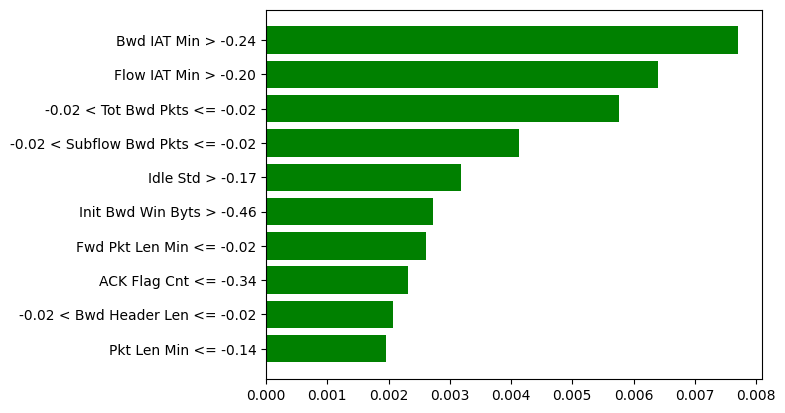 Bwd IAT Min > -0.24
Flow IAT Min > -0.20
-0.02 < Tot Bwd Pkts <= -0.02
-0.02 < Subflow Bwd Pkts <= -0.02
Idle Std > -0.17
Init Bwd Win Byts > -0.46
Fwd Pkt Len Min <= -0.02
ACK Flag Cnt <= -0.34
-0.02 < Bwd Header Len <= -0.02
Pkt Len Min <= -0.14
0.000 0.001 0.002 0.003 0.004 0.005 0.006 0.007 0.008